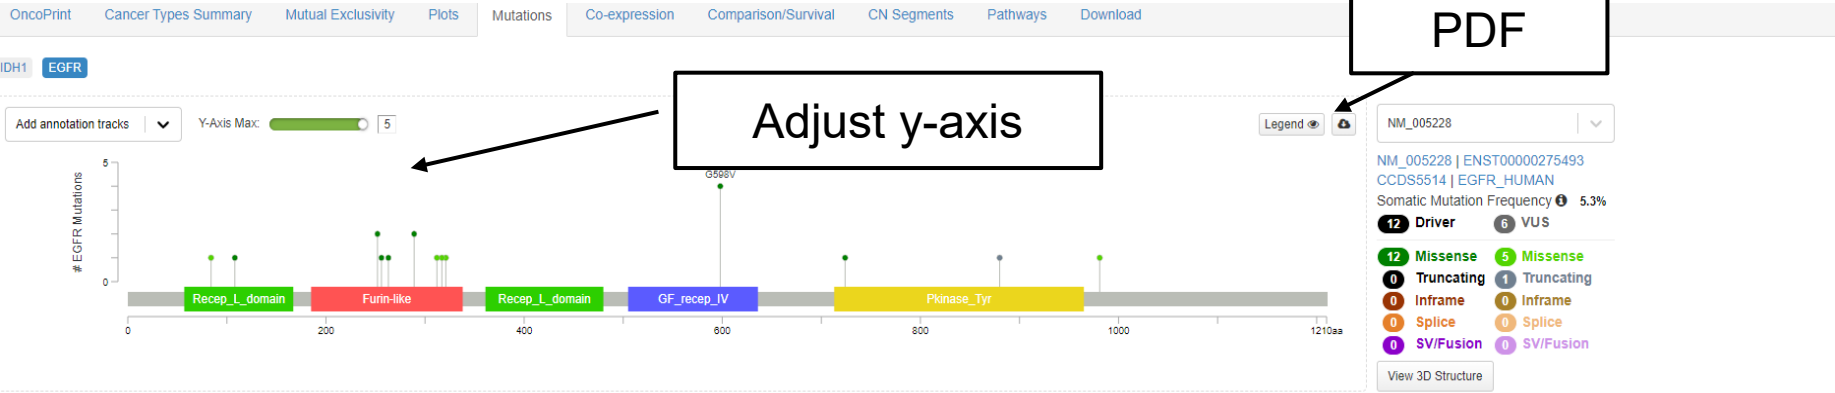 OncoPrint Cancer Types Summary Mutual Exclusivity Plots Mutations Co-expression Comparison/Survival CN Segments Pathways Download
PDF
IDH1 EGFR
Adjust y-axis
Add annotation tracks Y-Axis Max: 5
Legend
NM_005228
NM_005228 | ENST00000275493
CCDS5514 | EGFR_HUMAN
Somatic Mutation Frequency 5.3%
12 Driver 6 VUS
12 Missense 5 Missense
0 Truncating 1 Truncating
0 Inframe 0 Inframe
0 Splice 0 Splice
0 SV/Fusion 0 SV/Fusion
View 3D Structure
# EGFR Mutations
5
0
G598V
Recep_L_domain Furin-like Recep_L_domain GF_recep_IV Pkinase_Tyr
0 200 400 600 800 1000 1210aa